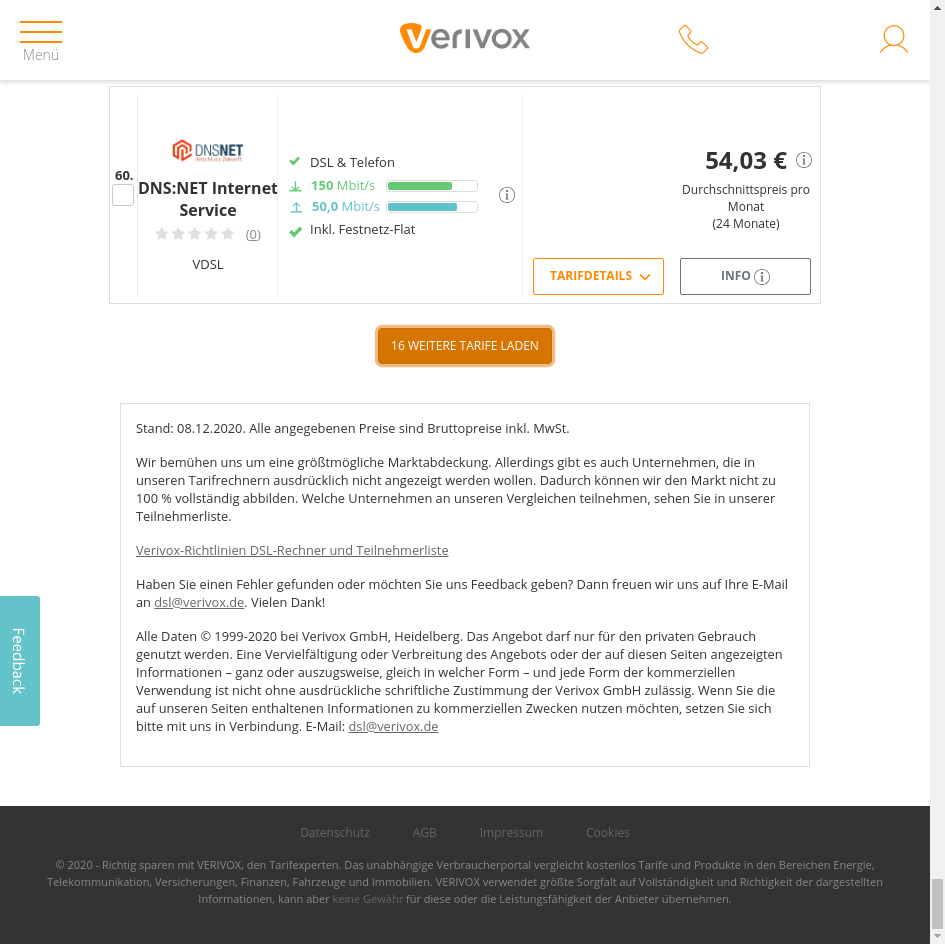 Menü
verivox
60.
DNSNET
Anschluss Zukunft.
DNS:NET Internet
Service
(0)
VDSL
DSL & Telefon
150 Mbit/s
50,0 Mbit/s
Inkl. Festnetz-Flat
54,03 €
Durchschnittspreis pro
Monat
(24 Monate)
TARIFDETAILS
INFO
16 WEITERE TARIFE LADEN
Stand: 08.12.2020. Alle angegebenen Preise sind Bruttopreise inkl. MwSt.
Wir bemühen uns um eine größtmögliche Marktabdeckung. Allerdings gibt es auch Unternehmen, die in
unseren Tarifrechnern ausdrücklich nicht angezeigt werden wollen. Dadurch können wir den Markt nicht zu
100 % vollständig abbilden. Welche Unternehmen an unseren Vergleichen teilnehmen, sehen Sie in unserer
Teilnehmerliste.
Verivox-Richtlinien DSL-Rechner und Teilnehmerliste
Haben Sie einen Fehler gefunden oder möchten Sie uns Feedback geben? Dann freuen wir uns auf Ihre E-Mail
an dsl@verivox.de. Vielen Dank!
Alle Daten © 1999-2020 bei Verivox GmbH, Heidelberg. Das Angebot darf nur für den privaten Gebrauch
genutzt werden. Eine Vervielfältigung oder Verbreitung des Angebots oder der auf diesen Seiten angezeigten
Informationen – ganz oder auszugsweise, gleich in welcher Form – und jede Form der kommerziellen
Verwendung ist nicht ohne ausdrückliche schriftliche Zustimmung der Verivox GmbH zulässig. Wenn Sie die
auf unseren Seiten enthaltenen Informationen zu kommerziellen Zwecken nutzen möchten, setzen Sie sich
bitte mit uns in Verbindung. E-Mail: dsl@verivox.de
Feedback
Datenschutz AGB Impressum Cookies
© 2020 - Richtig sparen mit VERIVOX, den Tarifexperten. Das unabhängige Verbraucherportal vergleicht kostenlos Tarife und Produkte in den Bereichen Energie,
Telekommunikation, Versicherungen, Finanzen, Fahrzeuge und Immobilien. VERIVOX verwendet größte Sorgfalt auf Vollständigkeit und Richtigkeit der dargestellten
Informationen, kann aber keine Gewähr für diese oder die Leistungsfähigkeit der Anbieter übernehmen.